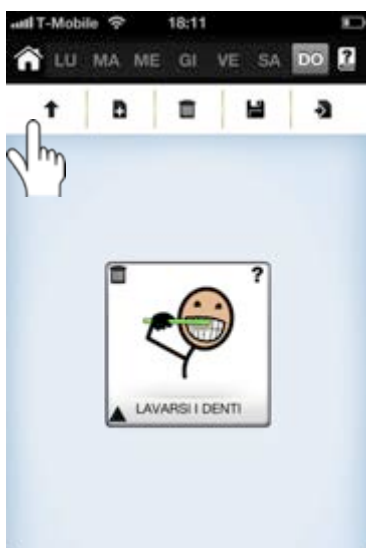 T-Mobile 18:11
LU MA ME GI VE SA DO ?
?
LAVARSI I DENTI